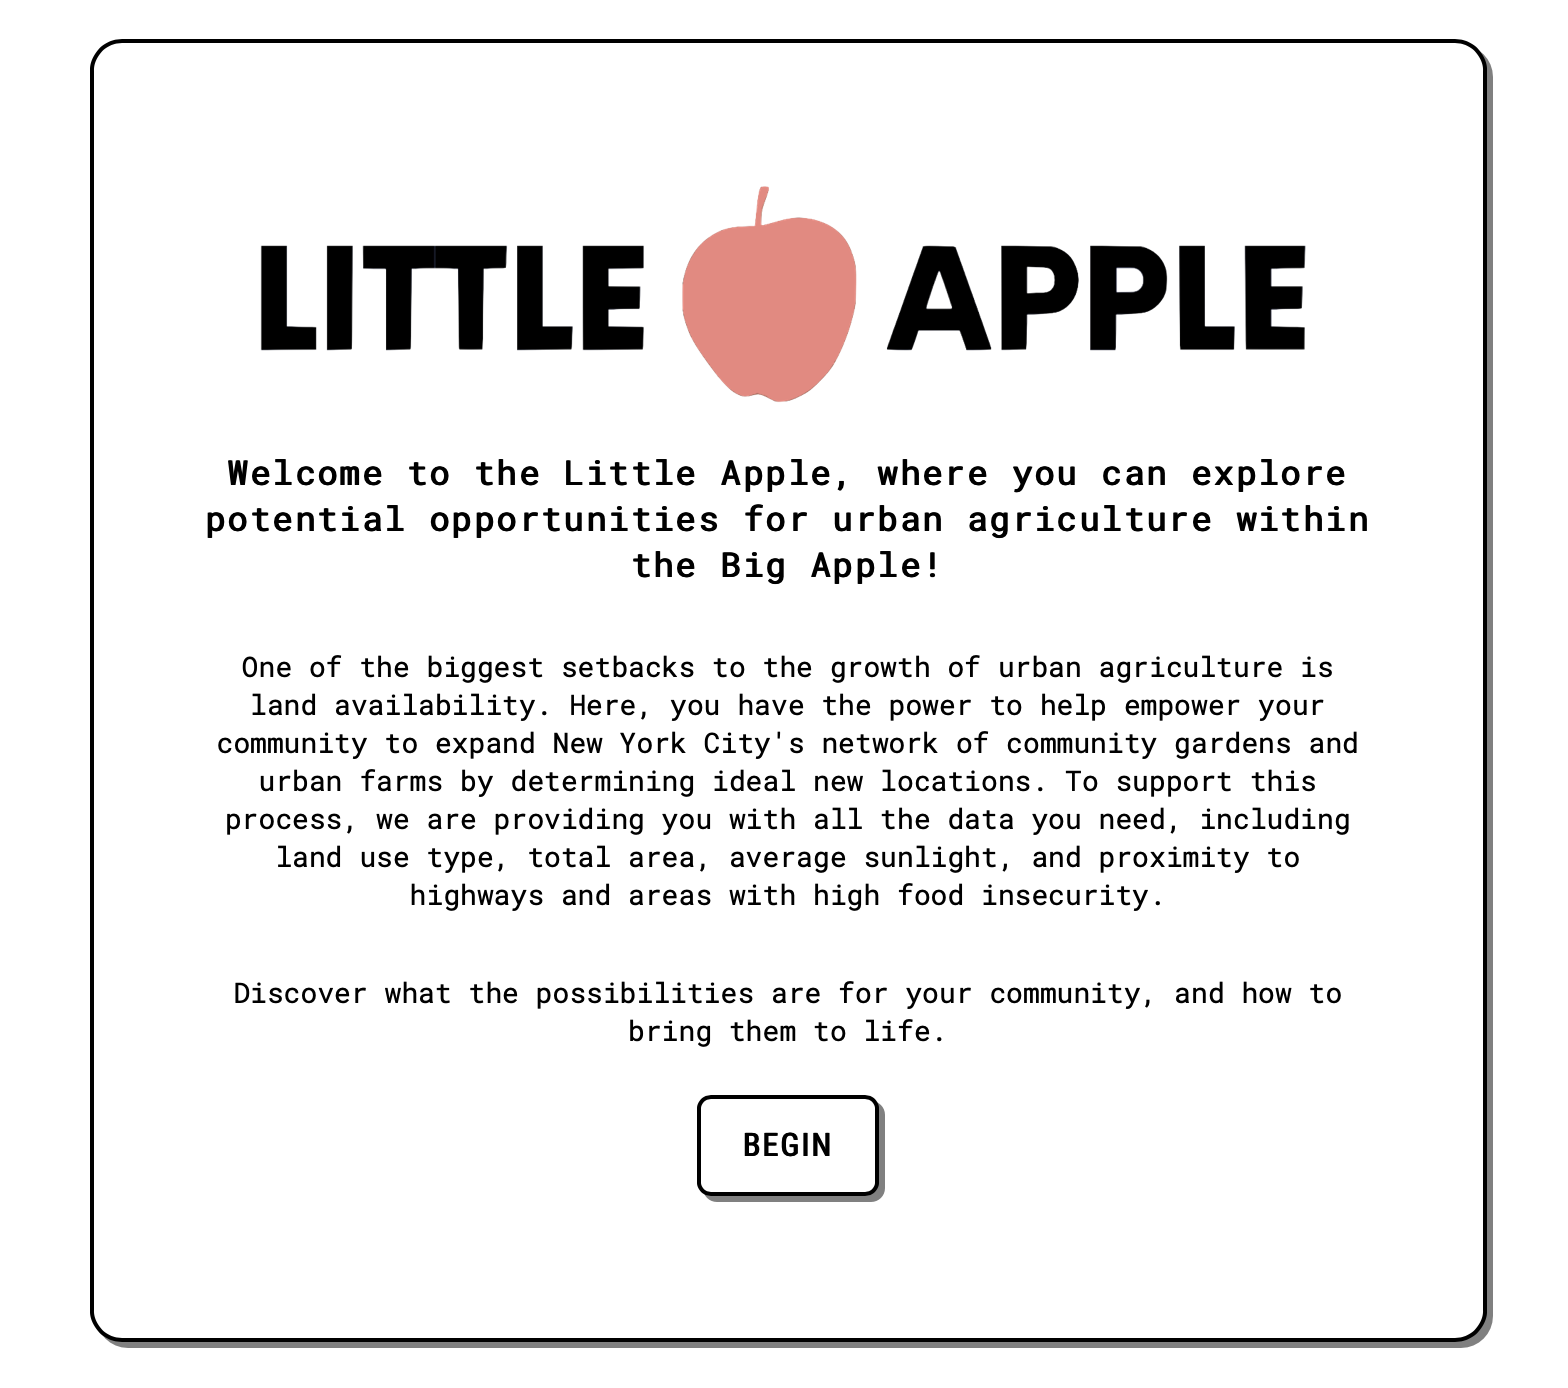 LITTLE APPLE
Welcome to the Little Apple, where you can explore
potential opportunities for urban agriculture within
the Big Apple!
One of the biggest setbacks to the growth of urban agriculture is
land availability. Here, you have the power to help empower your
community to expand New York City's network of community gardens and
urban farms by determining ideal new locations. To support this
process, we are providing you with all the data you need, including
land use type, total area, average sunlight, and proximity to
highways and areas with high food insecurity.
Discover what the possibilities are for your community, and how to
bring them to life.
BEGIN